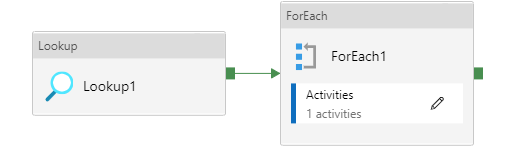 Lookup
Lookup1
ForEach
ForEach1
Activities
1 activities